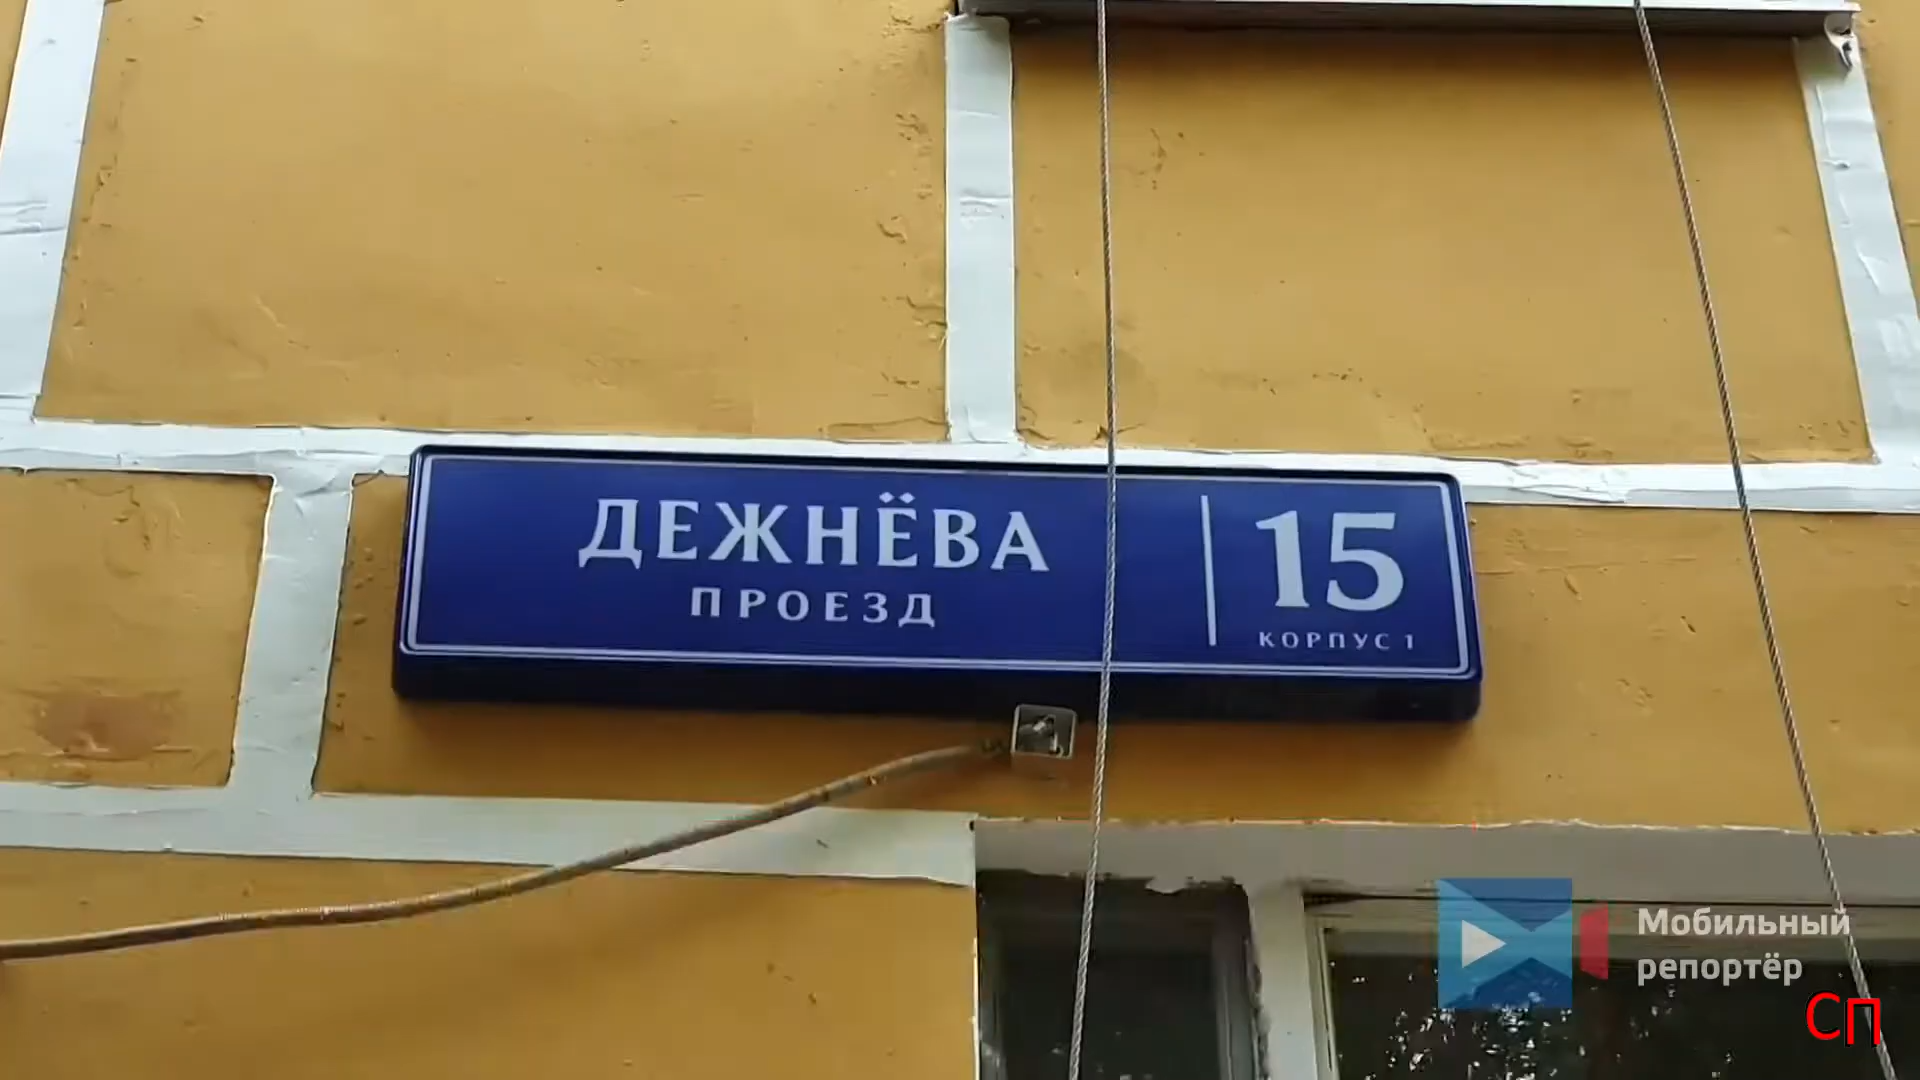 ДЕЖНЁВА
ПРОЕЗД
15
КОРПУС 1
Мобильный
репортёр
СП